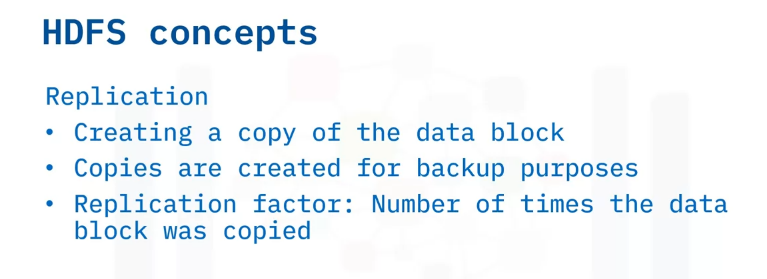 HDFS concepts
Replication
• Creating a copy of the data block
• Copies are created for backup purposes
• Replication factor: Number of times the data
block was copied